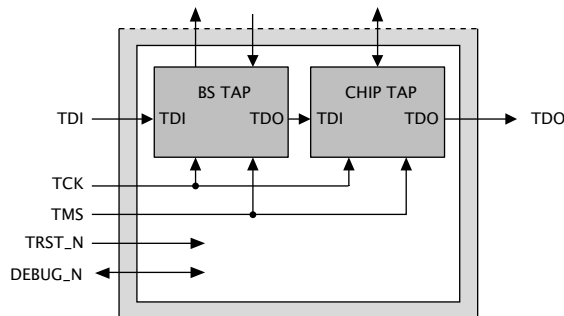 BS TAP
CHIP TAP
TDI
TDI
TDO
TDI
TDO
TDO
TCK
TMS
TRST_N
DEBUG_N